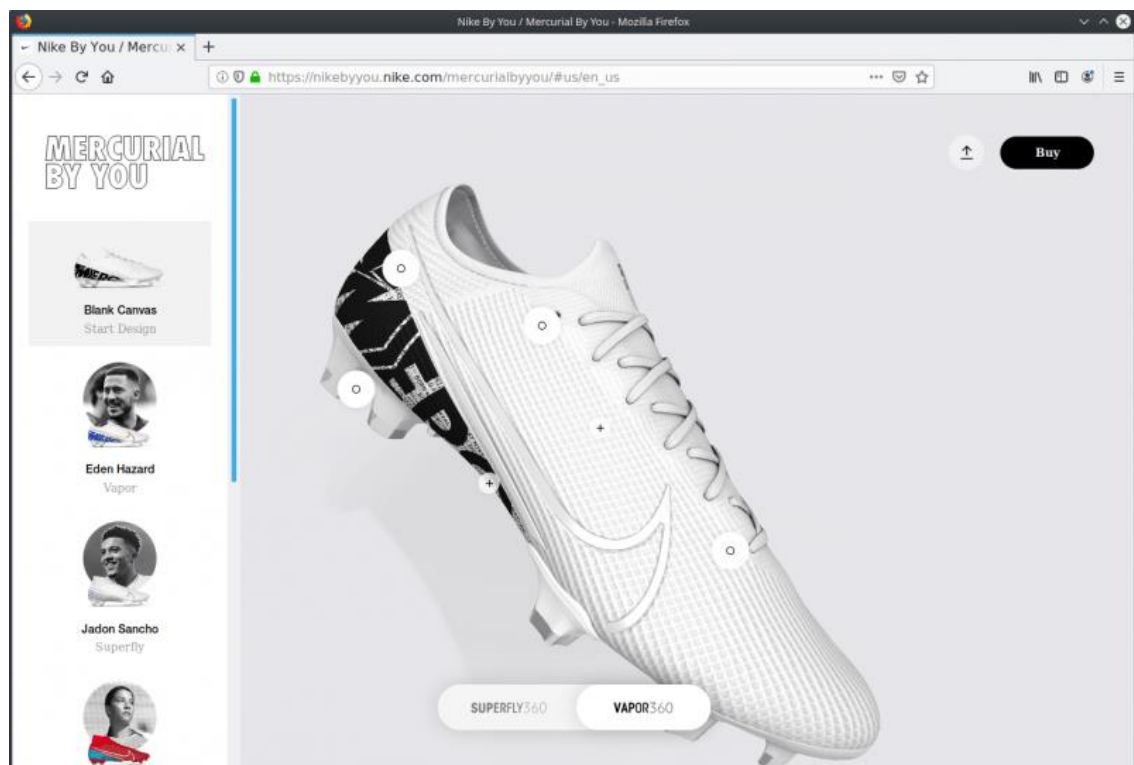 Nike By You / Mercurial By You - Mozilla Firefox
Nike By You / Mercu
https://nikebyyou.nike.com/mercurialbyyou/#us/en_us
MERCURIAL
BY YOU
Buy
Blank Canvas
Start Design
Eden Hazard
Vapor
Jadon Sancho
Superfly
SUPERFLY360
VAPOR360